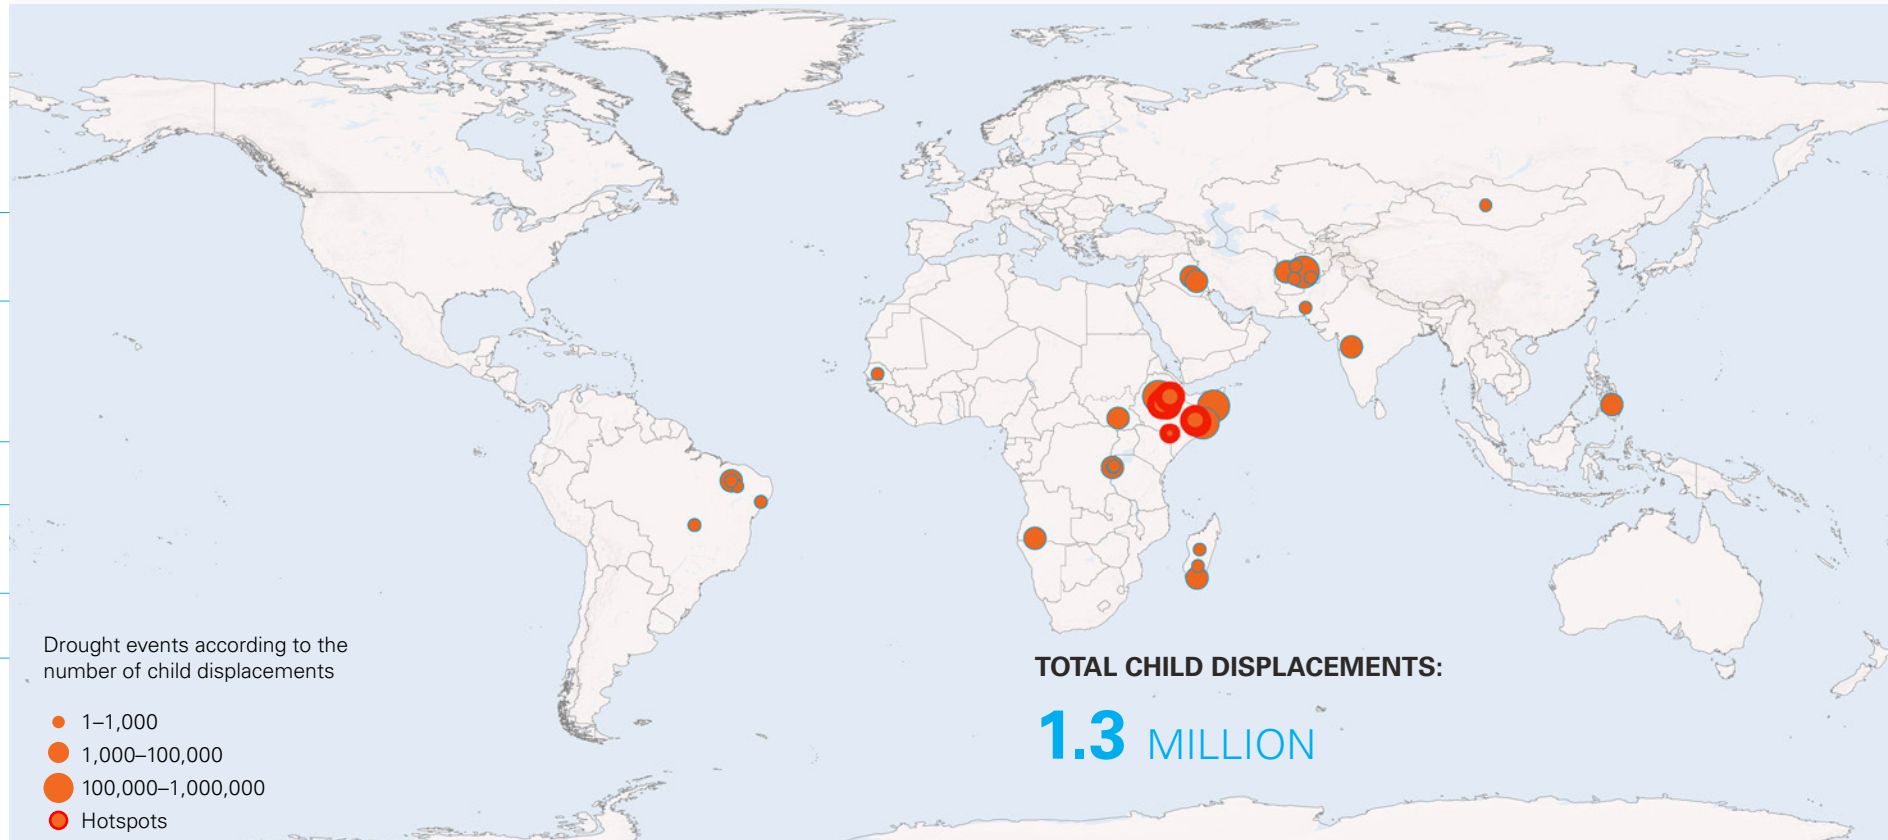 Drought events according to the
number of child displacements
1–1,000
1,000–100,000
100,000–1,000,000
Hotspots
TOTAL CHILD DISPLACEMENTS:
1.3 MILLION